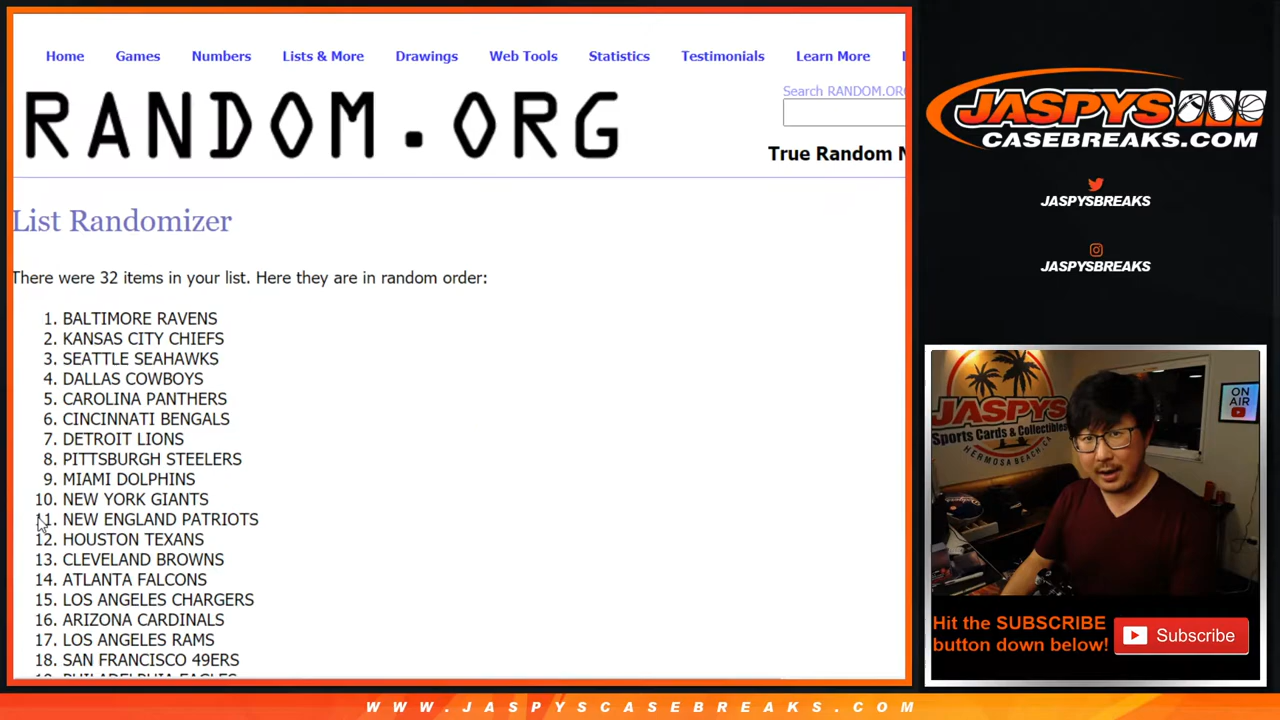 Home Games Numbers Lists & More Drawings Web Tools Statistics Testimonials Learn More
RANDOM.ORG
Search RANDOM.ORG
True Random N
List Randomizer
There were 32 items in your list. Here they are in random order:
1. BALTIMORE RAVENS
2. KANSAS CITY CHIEFS
3. SEATTLE SEAHAWKS
4. DALLAS COWBOYS
5. CAROLINA PANTHERS
6. CINCINNATI BENGALS
7. DETROIT LIONS
8. PITTSBURGH STEELERS
9. MIAMI DOLPHINS
10. NEW YORK GIANTS
11. NEW ENGLAND PATRIOTS
12. HOUSTON TEXANS
13. CLEVELAND BROWNS
14. ATLANTA FALCONS
15. LOS ANGELES CHARGERS
16. ARIZONA CARDINALS
17. LOS ANGELES RAMS
18. SAN FRANCISCO 49ERS
19. PHILADELPHIA EAGLES
JASPYS
CASEBREAKS.COM
JASPYSBREAKS
JASPYSBREAKS
JASPYS
Sports Cards & Collectibles
HERMOSA BEACH, CA
ON AIR
Hit the SUBSCRIBE
button down below!
Subscribe
WWW.JASPYSCASEBREAKS.COM